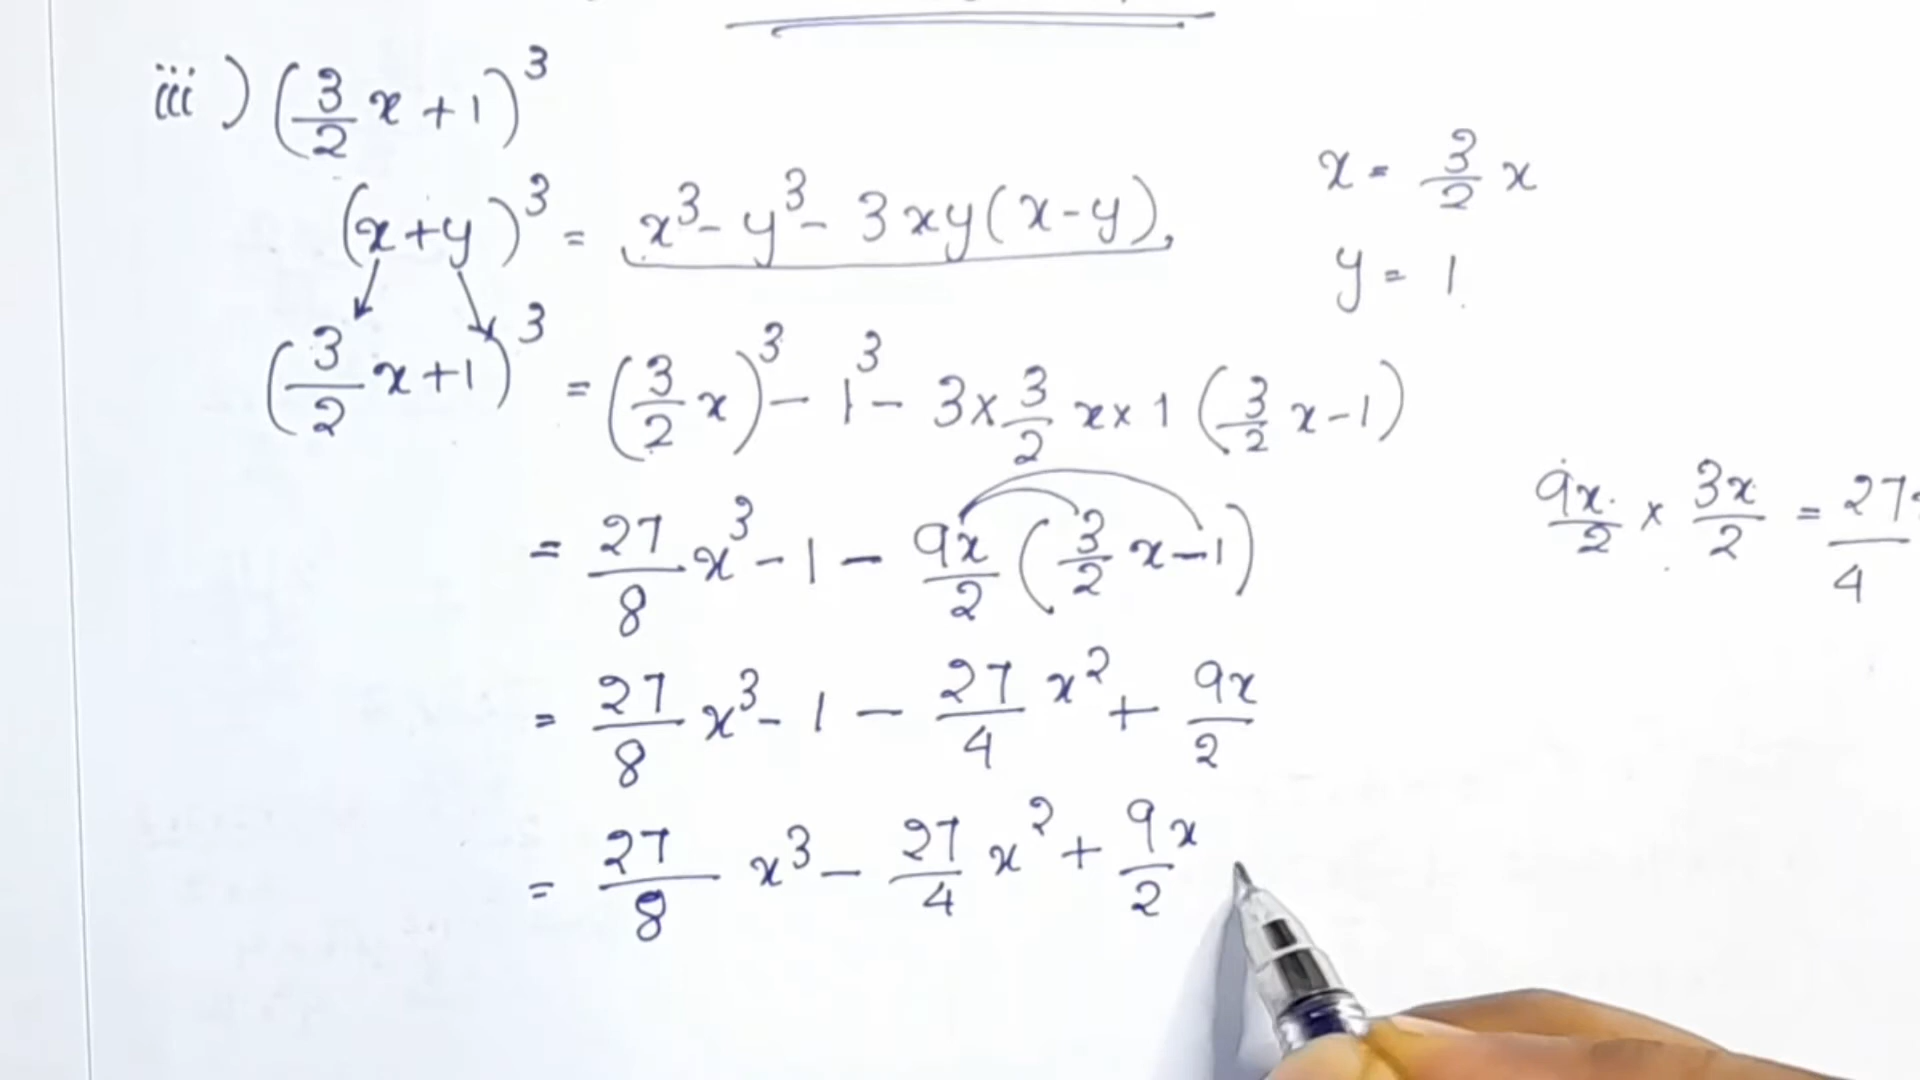 iii) (3/2 x + 1)^3
(x+y)^3 = x^3 - y^3 - 3xy(x-y),
x = 3/2 x
y = 1
(3/2 x + 1)^3 = (3/2 x)^3 - 1^3 - 3 × 3/2 x × 1 (3/2 x - 1)
= 27/8 x^3 - 1 - 9x/2 (3/2 x - 1)
9x/2 × 3x/2 = 27/4
= 27/8 x^3 - 1 - 27/4 x^2 + 9x/2
= 27/8 x^3 - 27/4 x^2 + 9/2 x